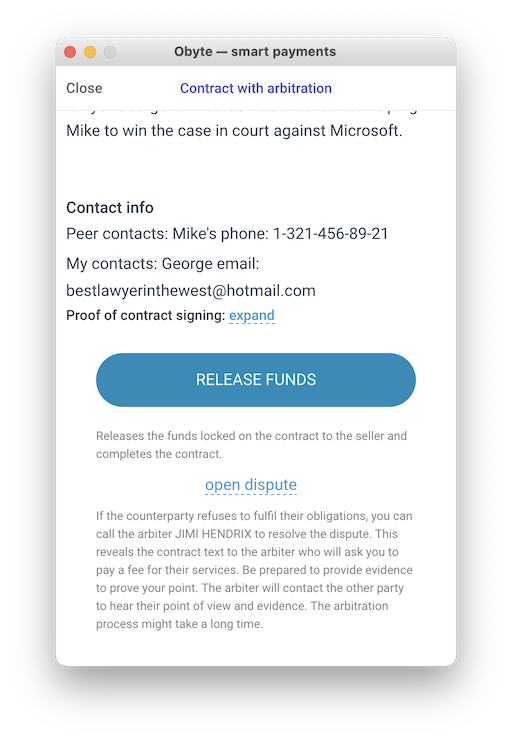 Obyte — smart payments
Close
Contract with arbitration
Mike to win the case in court against Microsoft.
Contact info
Peer contacts: Mike's phone: 1-321-456-89-21
My contacts: George email:
bestlawyerinthewest@hotmail.com
Proof of contract signing: expand
RELEASE FUNDS
Releases the funds locked on the contract to the seller and
completes the contract.
open dispute
If the counterparty refuses to fulfil their obligations, you can
call the arbiter JIMI HENDRIX to resolve the dispute. This
reveals the contract text to the arbiter who will ask you to
pay a fee for their services. Be prepared to provide evidence
to prove your point. The arbiter will contact the other party
to hear their point of view and evidence. The arbitration
process might take a long time.